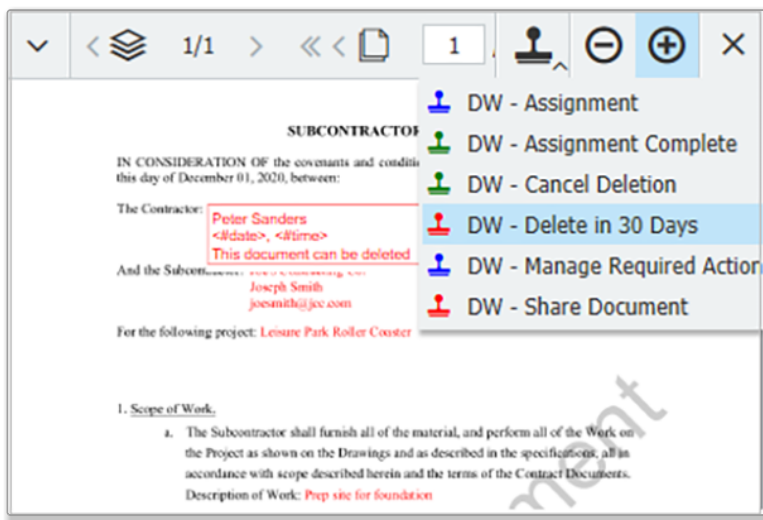 1/1
1
DW - Assignment
DW - Assignment Complete
DW - Cancel Deletion
DW - Delete in 30 Days
DW - Manage Required Action
DW - Share Document
SUBCONTRACTOR
IN CONSIDERATION OF the covenants and conditi
this day of December 01, 2020, between:
The Contractor:
Peter Sanders
<#date>, <#time>
This document can be deleted
And the Subcon
Joseph Smith
joesmith@jcc.com
For the following project: Leisure Park Roller Coaster
1. Scope of Work.
a. The Subcontractor shall furnish all of the material, and perform all of the Work on
the Project as shown on the Drawings and as described in the specifications, all in
accordance with scope described herein and the terms of the Contract Documents.
Description of Work: Prep site for foundation
ment